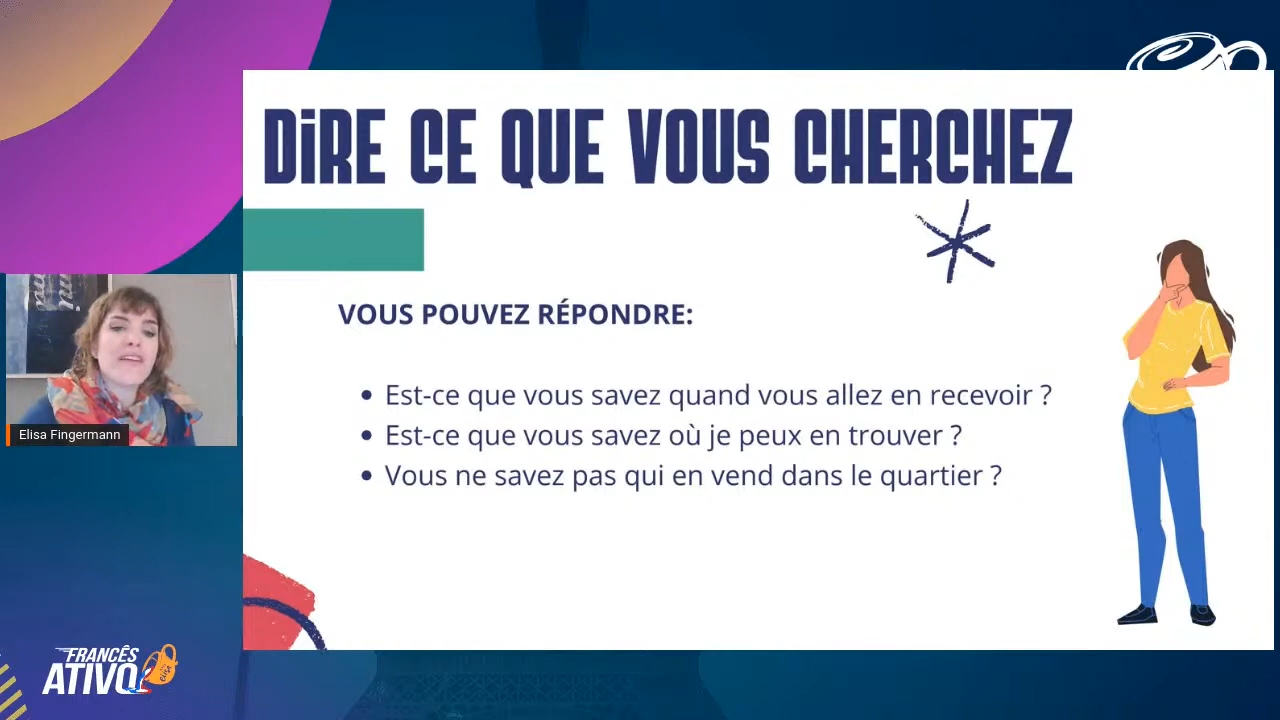 DiRE CE QUE VOUS CHERCHEZ
VOUS POUVEZ RÉPONDRE:
• Est-ce que vous savez quand vous allez en recevoir ?
• Est-ce que vous savez où je peux en trouver ?
• Vous ne savez pas qui en vend dans le quartier ?
Elisa Fingermann
FRANCÊS
ATIVO